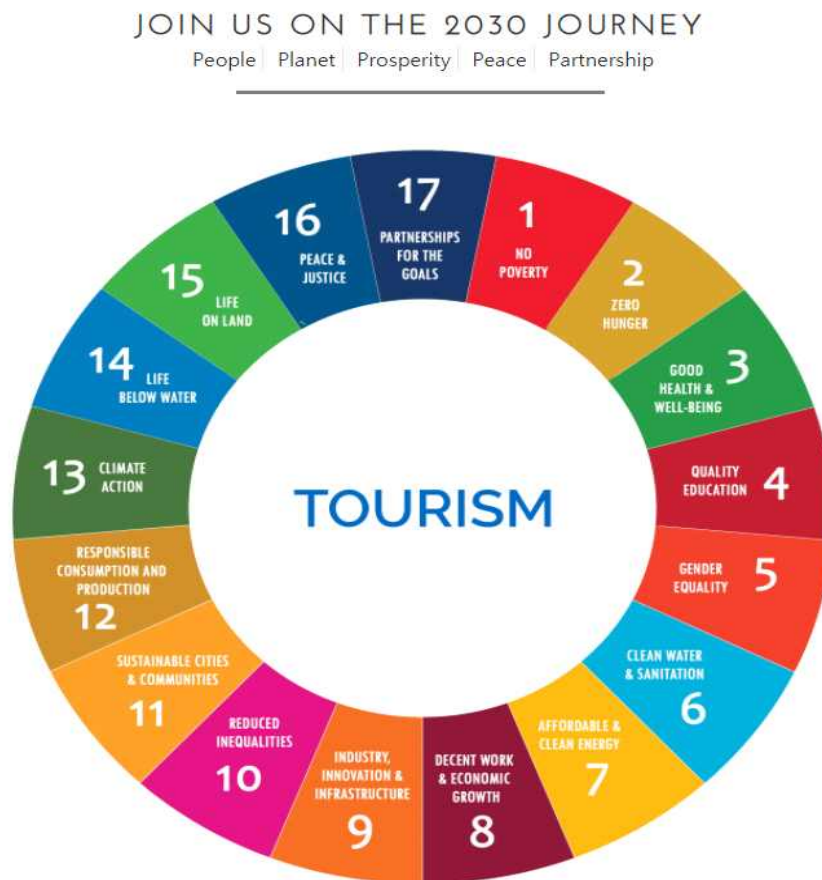 JOIN US ON THE 2030 JOURNEY
People | Planet | Prosperity | Peace | Partnership
17
PARTNERSHIPS
FOR THE
GOALS
1
NO
POVERTY
2
ZERO
HUNGER
3
GOOD
HEALTH &
WELL-BEING
4
QUALITY
EDUCATION
5
GENDER
EQUALITY
CLEAN WATER
& SANITATION
6
AFFORDABLE &
CLEAN ENERGY
7
DECENT WORK
& ECONOMIC
GROWTH
8
INDUSTRY,
INNOVATION &
INFRASTRUCTURE
9
REDUCED
INEQUALITIES
10
SUSTAINABLE CITIES
& COMMUNITIES
11
RESPONSIBLE
CONSUMPTION AND
PRODUCTION
12
13
CLIMATE
ACTION
14
LIFE
BELOW WATER
15
LIFE
ON LAND
16
PEACE &
JUSTICE
TOURISM